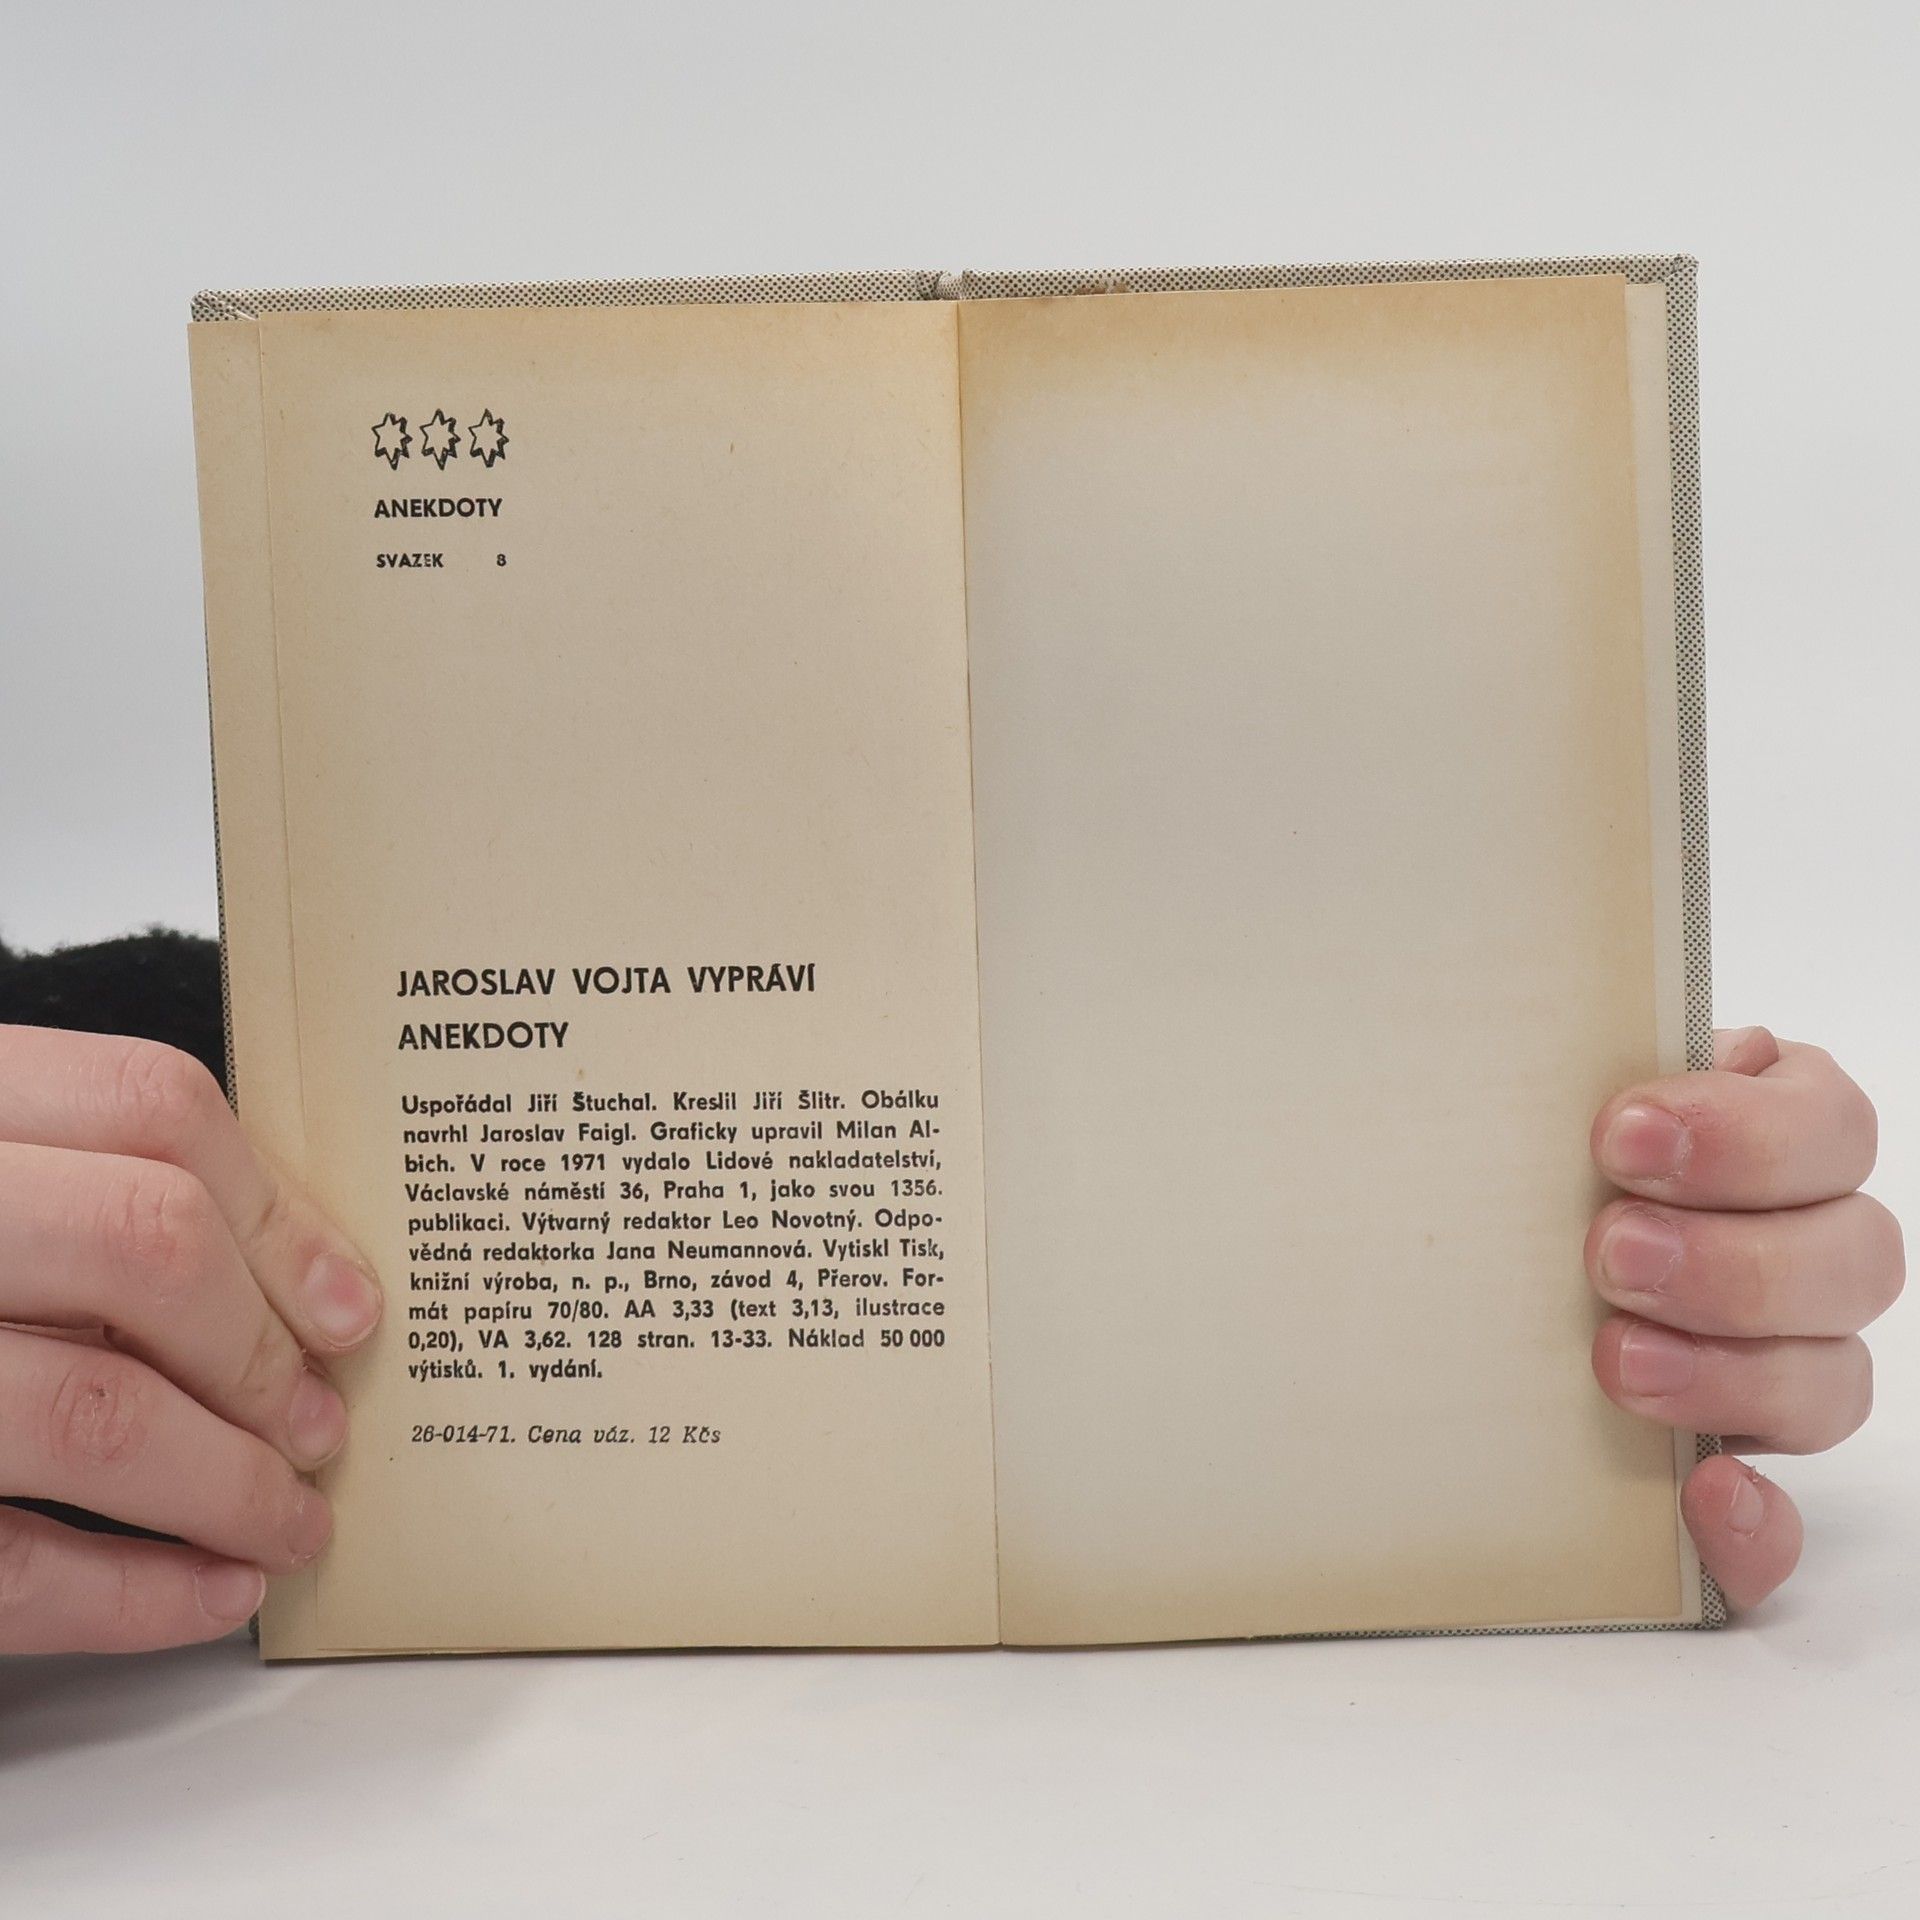 ANEKDOTY
SVAZEK 8
JAROSLAV VOJTA VYPRÁVÍ
ANEKDOTY
Uspořádal Jiří Štuchal. Kreslil Jiří Šlitr. Obálku
navrhl Jaroslav Faigl. Graficky upravil Milan Al-
bich. V roce 1971 vydalo Lidové nakladatelství,
Václavské náměstí 36, Praha 1, jako svou 1356.
publikaci. Výtvarný redaktor Leo Novotný. Odpo-
vědná redaktorka Jana Neumannová. Vytiskl Tisk,
knižní výroba, n. p., Brno, závod 4, Přerov. For-
mát papíru 70/80. AA 3,33 (text 3,13, ilustrace
0,20), VA 3,62. 128 stran. 13-33. Náklad 50 000
výtisků. 1. vydání.
26-014-71. Cena váz. 12 Kčs